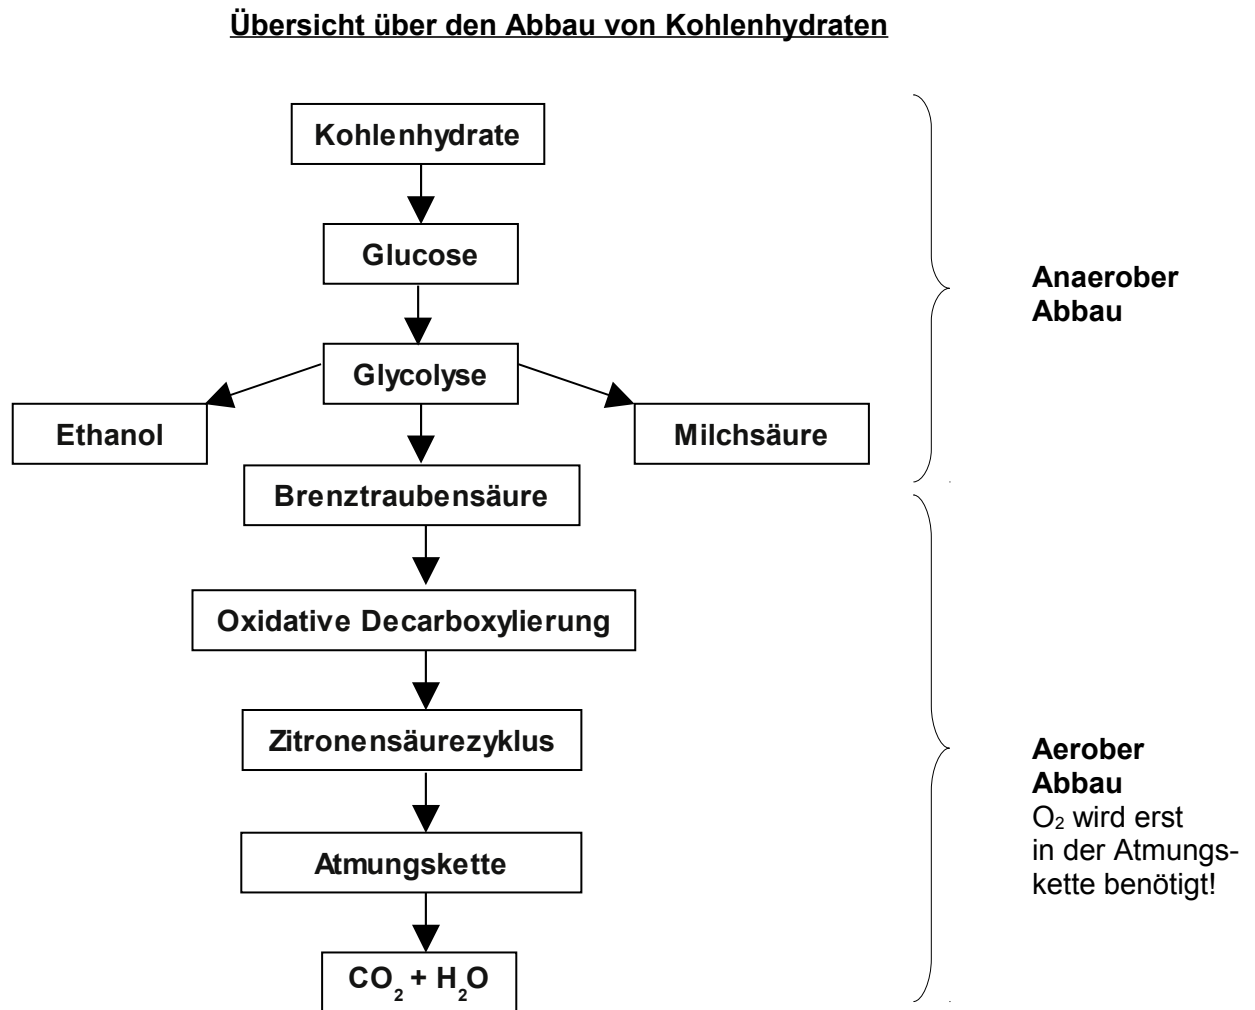 Übersicht über den Abbau von Kohlenhydraten
Kohlenhydrate
Glucose
Anaerober
Abbau
Glycolyse
Ethanol
Milchsäure
Brenztraubensäure
Oxidative Decarboxylierung
Zitronensäurezyklus
Aerober
Abbau
O₂ wird erst
in der Atmungs-
kette benötigt!
Atmungskette
CO₂ + H₂O